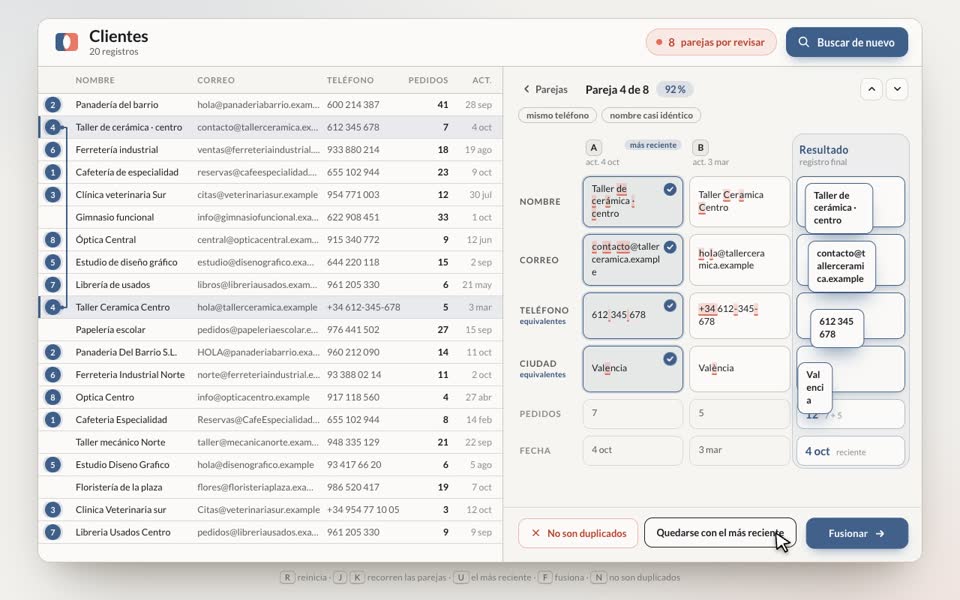 Clientes
20 registros
8 parejas por revisar
Buscar de nuevo
NOMBRE CORREO TELÉFONO PEDIDOS ACT.
2 Panadería del barrio hola@panaderiabarrio.exam… 600 214 387 41 28 sep
4 Taller de cerámica · centro contacto@tallerceramica.ex… 612 345 678 7 4 oct
6 Ferretería industrial ventas@ferreteriaindustrial.… 933 880 214 18 19 ago
1 Cafetería de especialidad reservas@cafeespecialidad.… 655 102 944 23 9 oct
3 Clínica veterinaria Sur citas@veterinariasur.example 954 771 003 12 30 jul
Gimnasio funcional info@gimnasiofuncional.exa… 622 908 451 33 1 oct
8 Óptica Central central@opticacentral.exam… 915 340 772 9 12 jun
5 Estudio de diseño gráfico estudio@disenografico.exa… 644 220 118 15 2 sep
7 Librería de usados libros@libreriausados.exam… 961 205 330 6 21 may
4 Taller Ceramica Centro hola@tallerceramica.example +34 612-345-678 5 3 mar
Papelería escolar pedidos@papeleriaescolar.e… 976 441 502 27 15 sep
2 Panaderia Del Barrio S.L. HOLA@panaderiabarrio.exam… 960 212 090 14 11 oct
6 Ferreteria Industrial Norte norte@ferreteriaindustrial.e… 93 388 02 14 11 2 oct
8 Optica Centro info@opticacentro.example 917 118 560 4 27 abr
1 Cafeteria Especialidad Reservas@CafeEspecialidad… 655 102 944 8 14 feb
Taller mecánico Norte taller@mecanicanorte.exam… 948 335 129 21 22 sep
5 Estudio Diseno Grafico hola@disenografico.example 93 417 66 20 6 5 ago
Floristería de la plaza flores@floristeriaplaza.exa… 986 520 417 19 7 oct
3 Clinica Veterinaria sur Citas@veterinariasur.example +34 954 77 10 05 3 12 oct
7 Libreria Usados Centro pedidos@libreriausados.ex… 961 205 330 9 9 sep
Parejas Pareja 4 de 8 92 %
mismo teléfono nombre casi idéntico
A más reciente
act. 4 oct
B
act. 3 mar
Resultado
registro final
NOMBRE
Taller de
cerámica ·
centro
Taller Ceramica
Centro
Taller de
cerámica ·
centro
CORREO
contacto@taller
ceramica.exampl
e
hola@tallercera
mica.example
contacto@t
allercerami
ca.example
TELÉFONO
equivalentes
612 345 678
+34 612-345-
678
612 345
678
CIUDAD
equivalentes
Valencia
València
Val
enci
a
PEDIDOS 7 5 12 7 + 5
FECHA 4 oct 3 mar 4 oct reciente
No son duplicados
Quedarse con el más reciente
Fusionar
R reinicia · J K recorren las parejas · U el más reciente · F fusiona · N no son duplicados